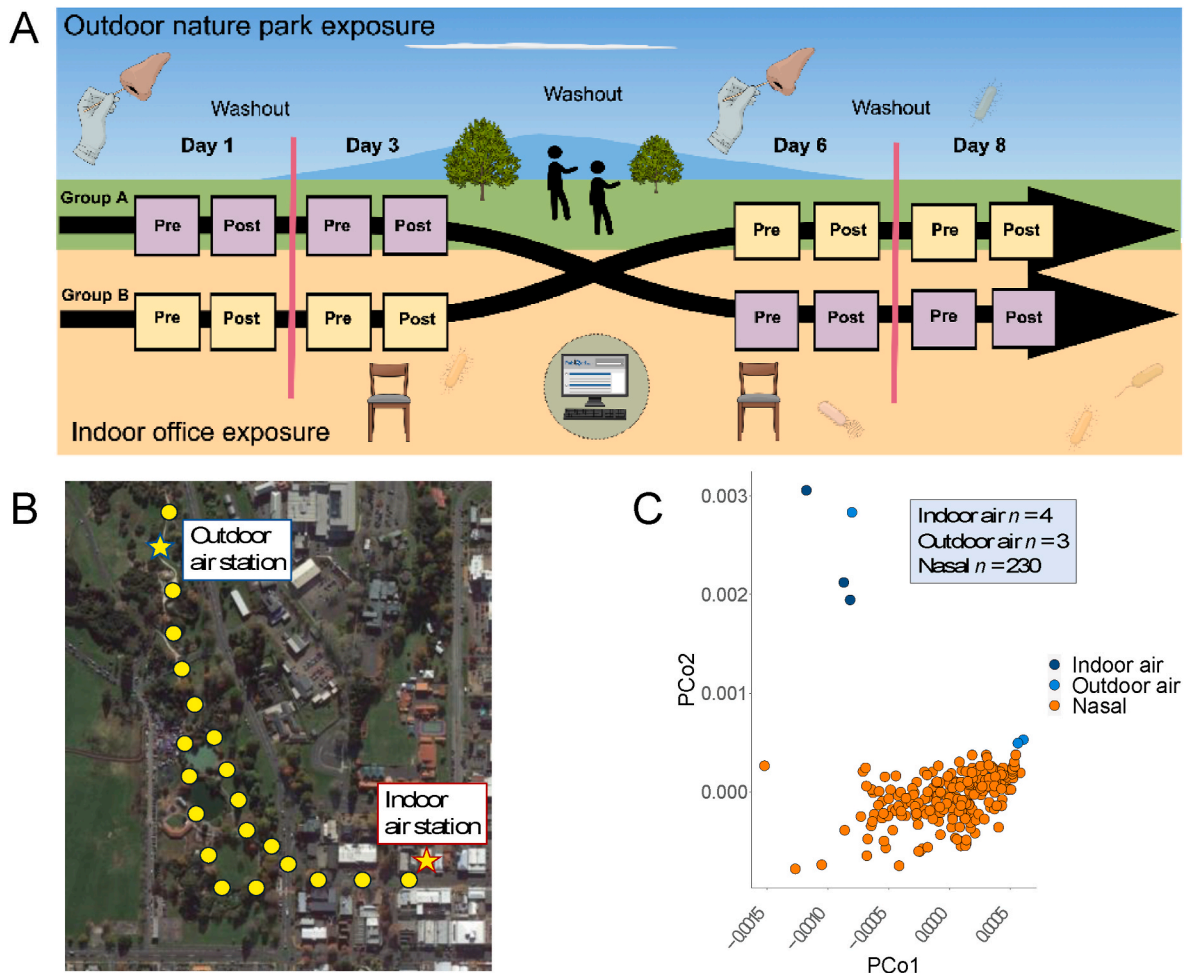 A
Outdoor nature park exposure
Washout
Washout
Washout
Day 1
Day 3
Day 6
Day 8
Group A
Pre
Post
Pre
Post
Pre
Post
Pre
Post
Group B
Pre
Post
Pre
Post
Pre
Post
Pre
Post
Indoor office exposure
B
Outdoor
air station
Indoor
air station
C
Indoor air n = 4
Outdoor air n = 3
Nasal n = 230
Indoor air
Outdoor air
Nasal
PCo2
0.003
0.002
0.001
0.000
−0.0015
−0.0010
−0.0005
0.0000
0.0005
PCo1